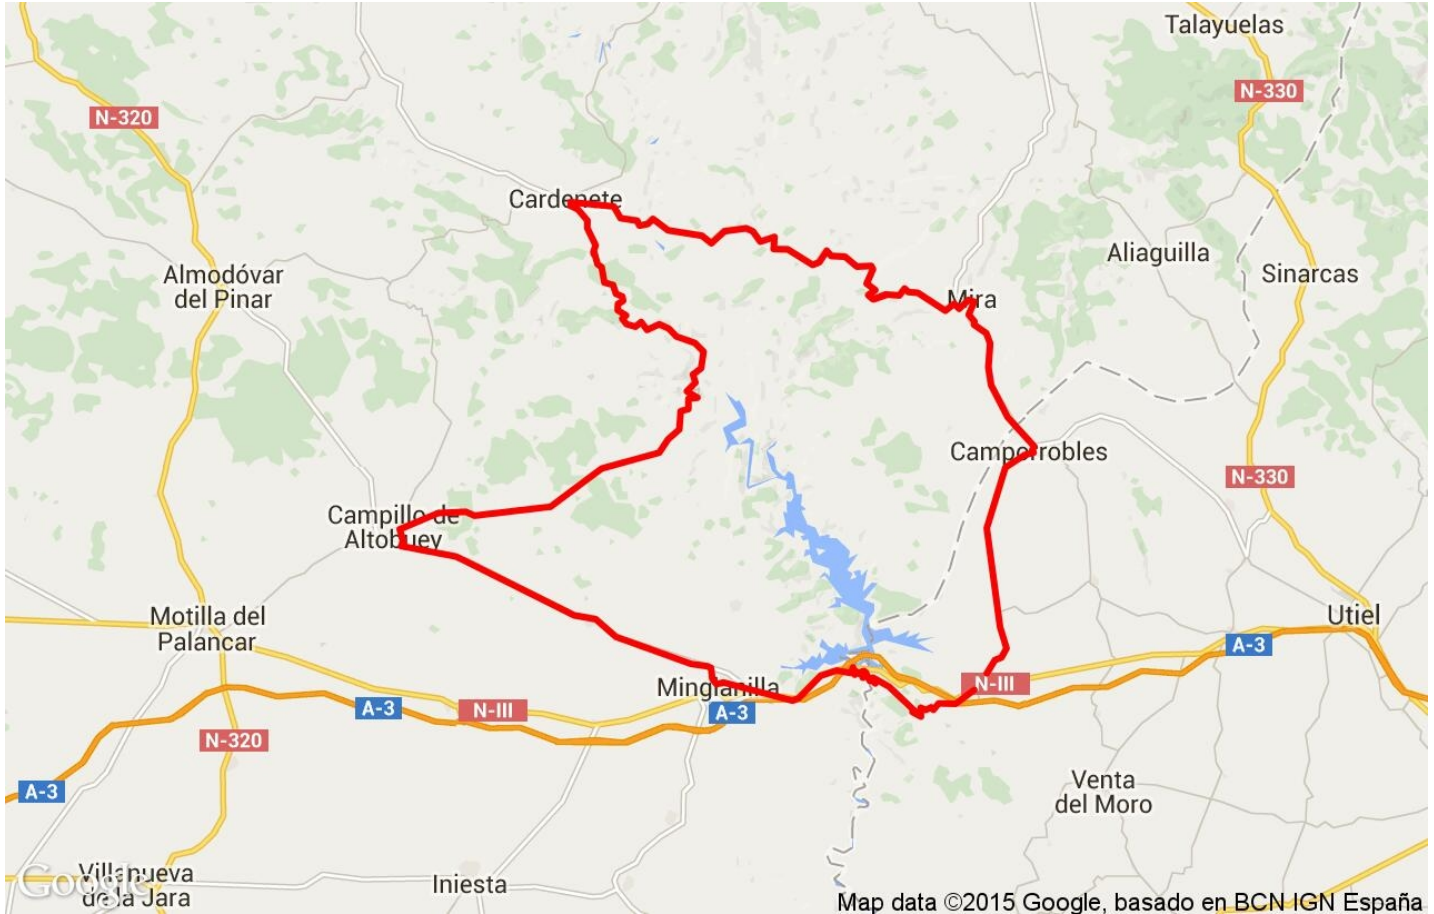 Talayuelas
N-330
N-320
Cardenete
Aliaguilla
Sinarcas
Almodóvar
del Pinar
Mira
Camporrobles
N-330
Campillo de
Altobuey
Motilla del
Palancar
Utiel
A-3
Minglanilla
N-III
A-3
N-III
A-3
N-320
A-3
Venta
del Moro
Villanueva
de la Jara
Google
Iniesta
Map data ©2015 Google, basado en BCN IGN España